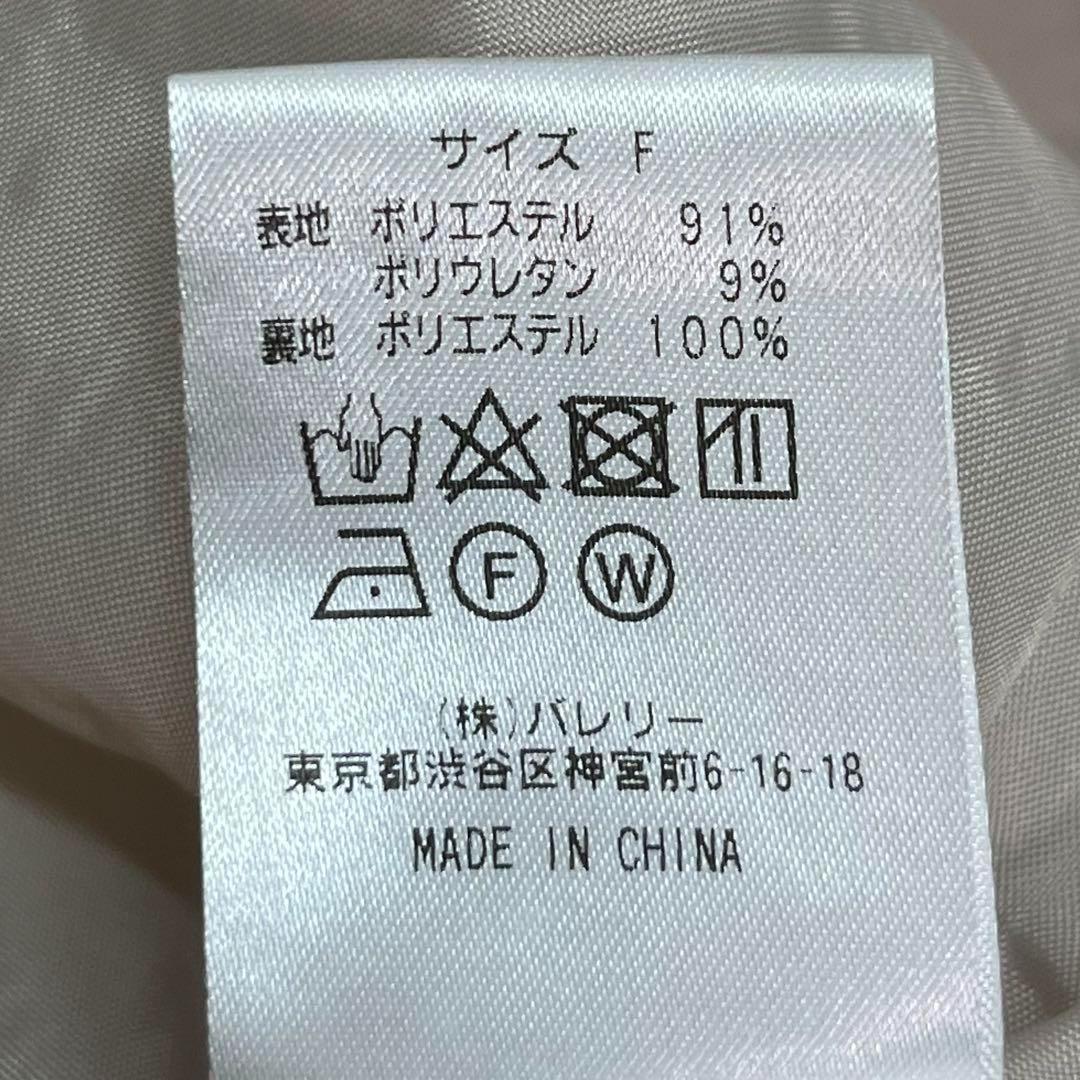 サイズ F
表地 ポリエステル 91%
ポリウレタン 9%
裏地 ポリエステル 100%
F W
(株)バレリー
東京都渋谷区神宮前6-16-18
MADE IN CHINA